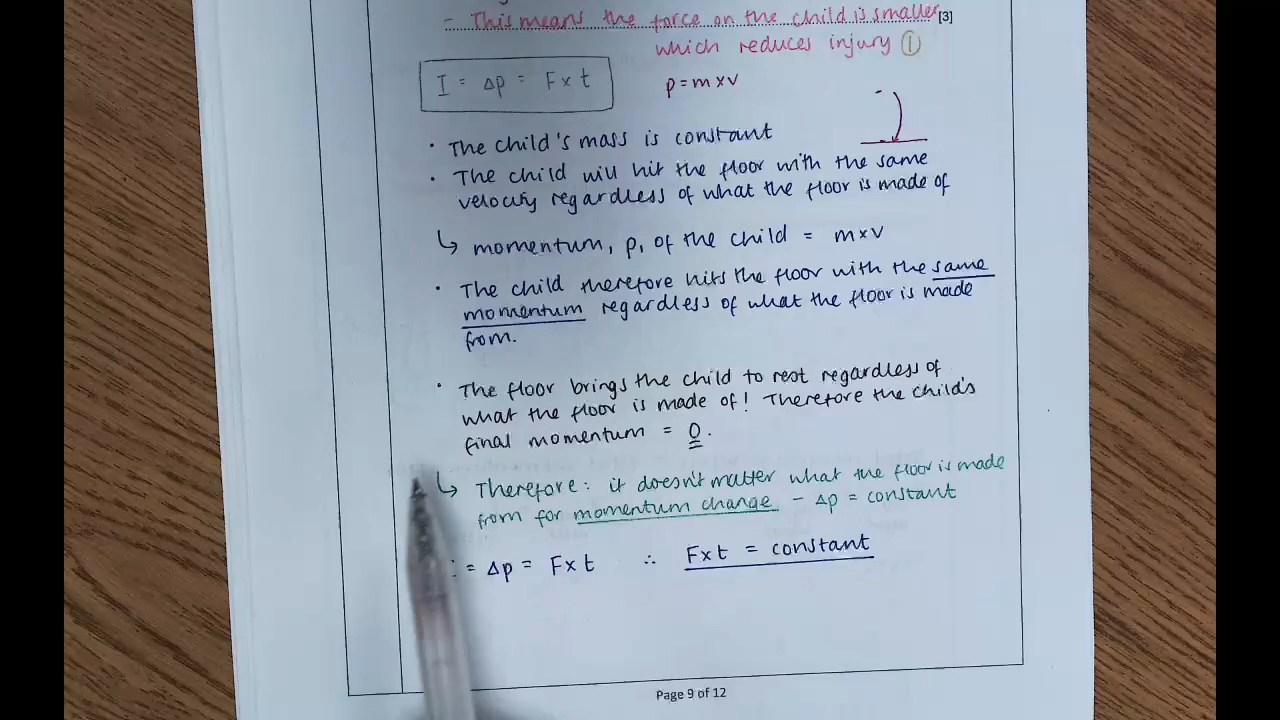 - This means the force on the child is smaller [3]
which reduces injury ①
I = Δp = F x t
p = m x v
· The child's mass is constant
· The child will hit the floor with the same
velocity regardless of what the floor is made of
↳ momentum, p, of the child = m x v
· The child therefore hits the floor with the same
momentum regardless of what the floor is made
from.
· The floor brings the child to rest regardless of
what the floor is made of! Therefore the child's
final momentum = 0.
↳ Therefore: it doesn't matter what the floor is made
from for momentum change - Δp = constant
= Δp = F x t ∴ F x t = constant
Page 9 of 12